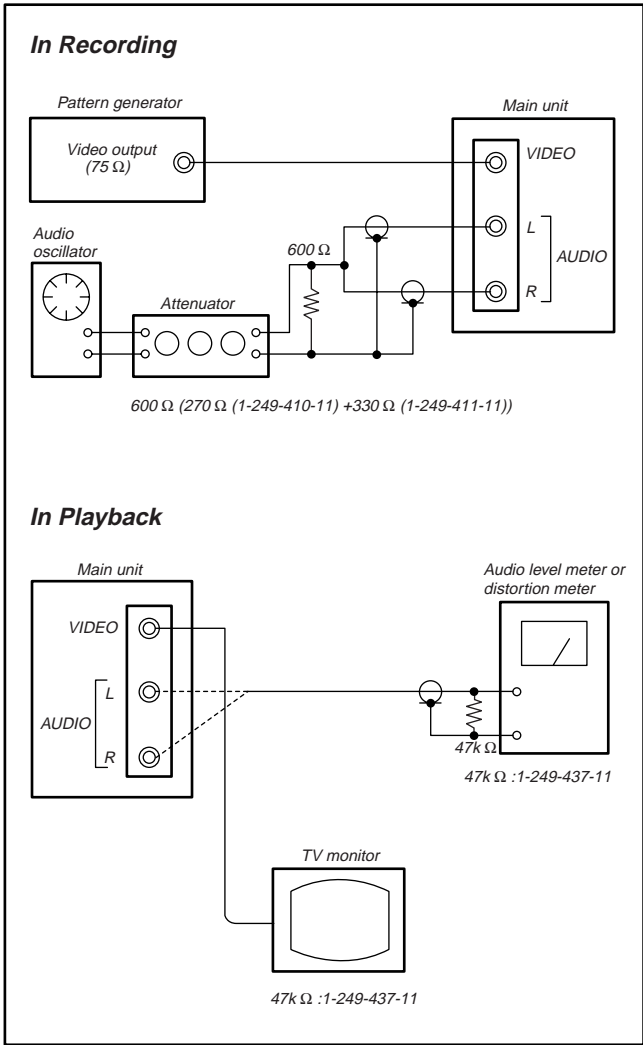 In Recording
Pattern generator
Video output
(75 Ω)
Main unit
VIDEO
L
AUDIO
R
Audio
oscillator
Attenuator
600 Ω
600 Ω (270 Ω (1-249-410-11) +330 Ω (1-249-411-11))
In Playback
Main unit
VIDEO
L
AUDIO
R
Audio level meter or
distortion meter
47k Ω
47k Ω :1-249-437-11
TV monitor
47k Ω :1-249-437-11